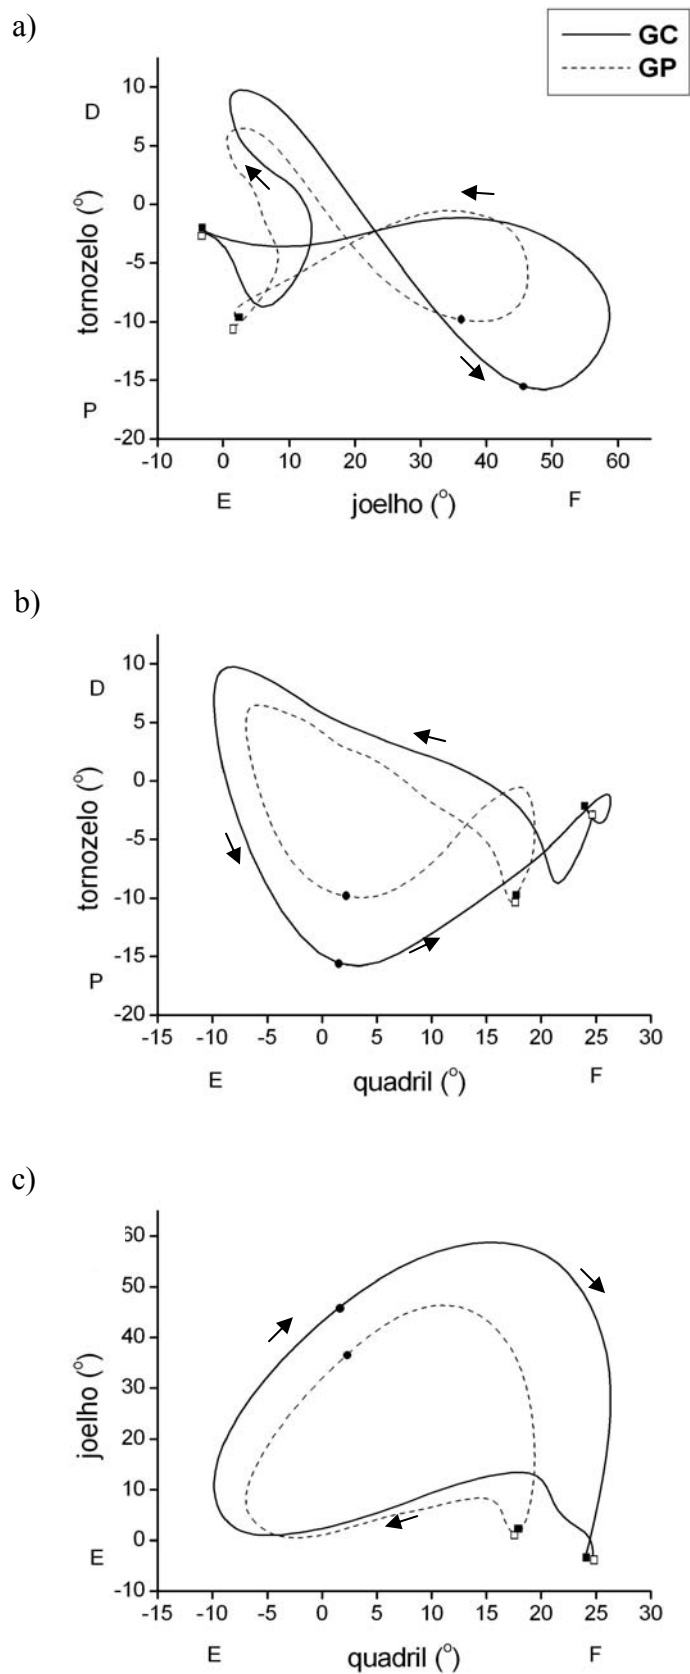 a)
GC
GP
D
10
5
0
-5
-10
-15
-20
P
tornozelo (°)
-10 0 10 20 30 40 50 60
E joelho (°) F
b)
D
10
5
0
-5
-10
-15
-20
P
tornozelo (°)
-15 -10 -5 0 5 10 15 20 25 30
E quadril (°) F
c)
60
50
40
30
20
10
0
-10
E
joelho (°)
-15 -10 -5 0 5 10 15 20 25 30
E quadril (°) F